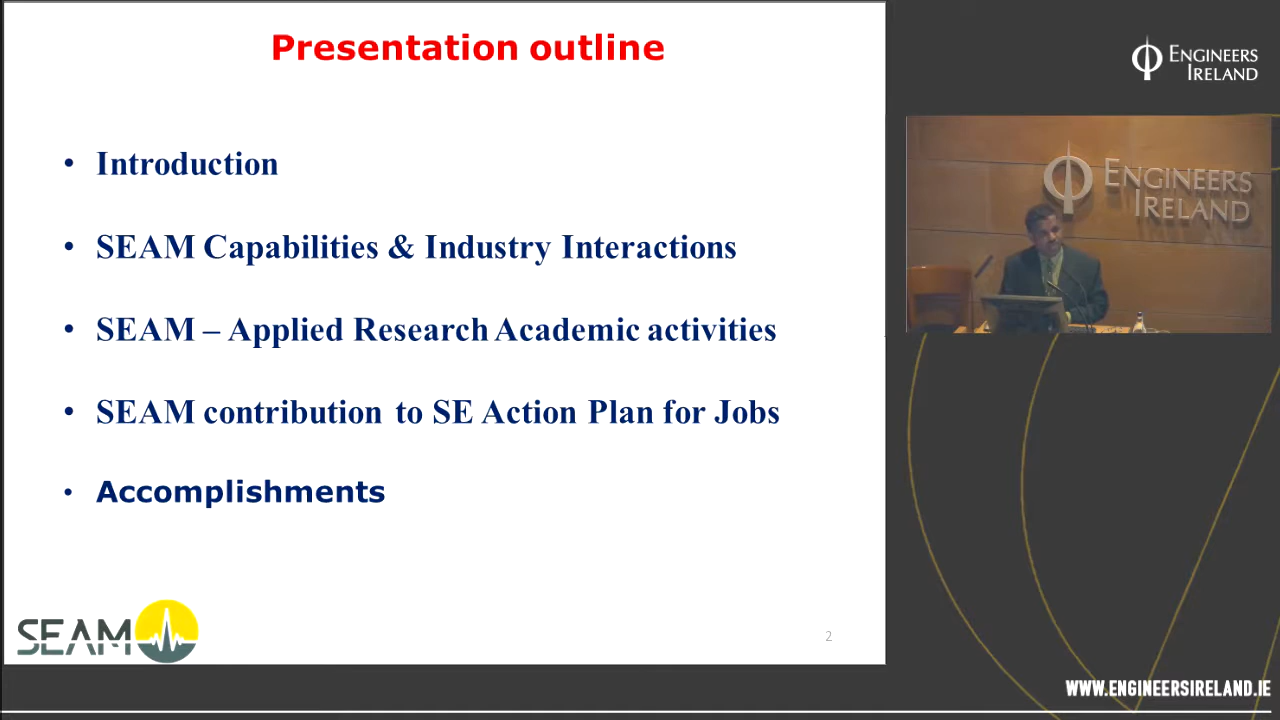 Presentation outline
• Introduction
• SEAM Capabilities & Industry Interactions
• SEAM – Applied Research Academic activities
• SEAM contribution to SE Action Plan for Jobs
• Accomplishments
SEAM
2
ENGINEERS
IRELAND
ENGINEERS
IRELAND
WWW.ENGINEERSIRELAND.IE